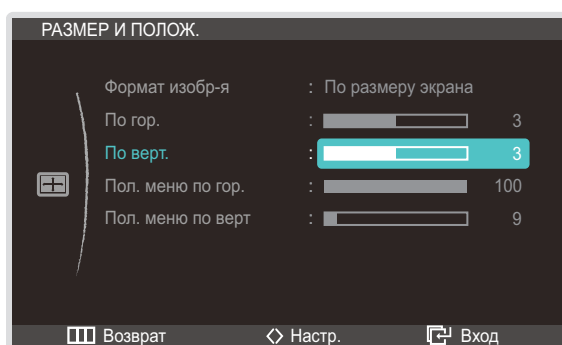 РАЗМЕР И ПОЛОЖ.
Формат изобр-я : По размеру экрана
По гор. : 3
По верт. : 3
Пол. меню по гор. : 100
Пол. меню по верт : 9
Возврат Настр. Вход